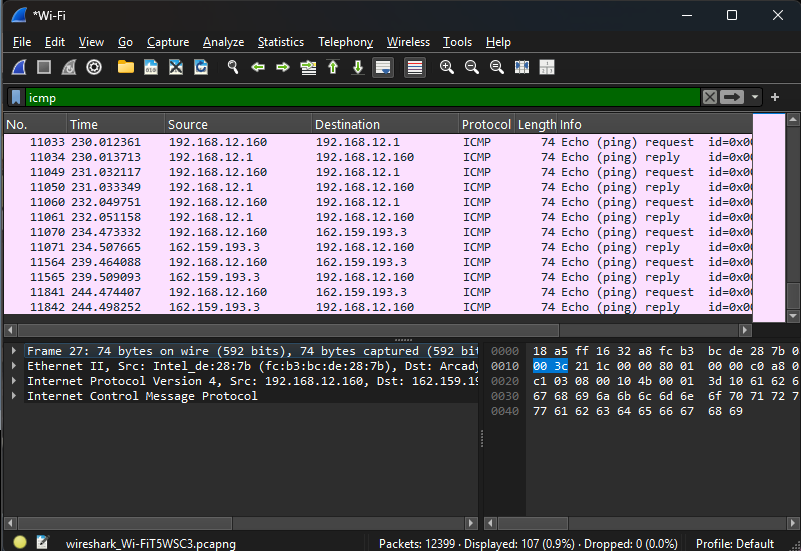 *Wi-Fi
File Edit View Go Capture Analyze Statistics Telephony Wireless Tools Help
icmp
No. Time Source Destination Protocol Length Info
11033 230.012361 192.168.12.160 192.168.12.1 ICMP 74 Echo (ping) request id=0x00
11034 230.013713 192.168.12.1 192.168.12.160 ICMP 74 Echo (ping) reply id=0x00
11049 231.032117 192.168.12.160 192.168.12.1 ICMP 74 Echo (ping) request id=0x00
11050 231.033349 192.168.12.1 192.168.12.160 ICMP 74 Echo (ping) reply id=0x00
11060 232.049751 192.168.12.160 192.168.12.1 ICMP 74 Echo (ping) request id=0x00
11061 232.051158 192.168.12.1 192.168.12.160 ICMP 74 Echo (ping) reply id=0x00
11070 234.473332 192.168.12.160 162.159.193.3 ICMP 74 Echo (ping) request id=0x00
11071 234.507665 162.159.193.3 192.168.12.160 ICMP 74 Echo (ping) reply id=0x00
11564 239.464088 192.168.12.160 162.159.193.3 ICMP 74 Echo (ping) request id=0x00
11565 239.509093 162.159.193.3 192.168.12.160 ICMP 74 Echo (ping) reply id=0x00
11841 244.474407 192.168.12.160 162.159.193.3 ICMP 74 Echo (ping) request id=0x00
11842 244.498252 162.159.193.3 192.168.12.160 ICMP 74 Echo (ping) reply id=0x00
Frame 27: 74 bytes on wire (592 bits), 74 bytes captured (592 bit
Ethernet II, Src: Intel_de:28:7b (fc:b3:bc:de:28:7b), Dst: Arcady
Internet Protocol Version 4, Src: 192.168.12.160, Dst: 162.159.19
Internet Control Message Protocol
0000 18 a5 ff 16 32 a8 fc b3 bc de 28 7b 0
0010 00 3c 21 1c 00 00 80 01 00 00 c0 a8 0
0020 c1 03 08 00 10 4b 00 01 3d 10 61 62 6
0030 67 68 69 6a 6b 6c 6d 6e 6f 70 71 72 7
0040 77 61 62 63 64 65 66 67 68 69
wireshark_Wi-FiT5WSC3.pcapng Packets: 12399 · Displayed: 107 (0.9%) · Dropped: 0 (0.0%) Profile: Default